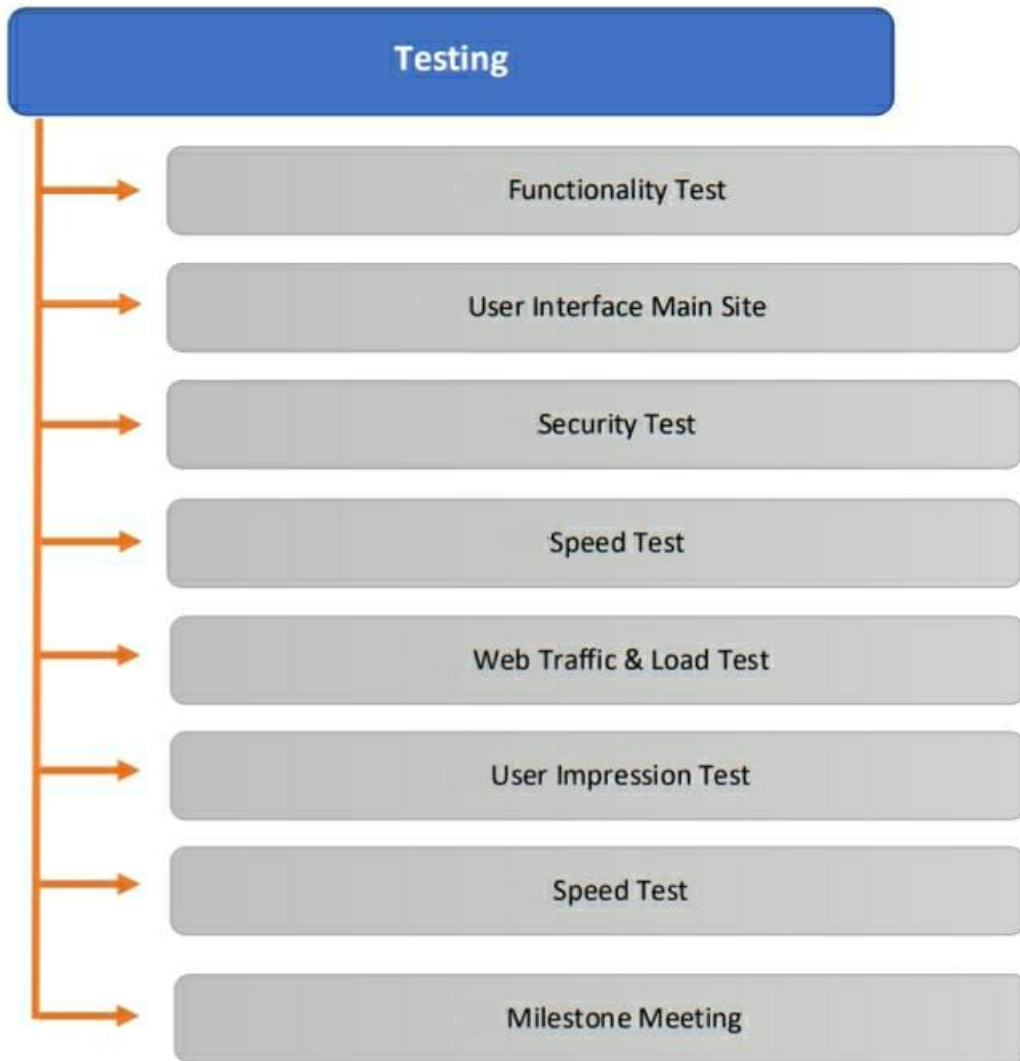 Testing
Functionality Test
User Interface Main Site
Security Test
Speed Test
Web Traffic & Load Test
User Impression Test
Speed Test
Milestone Meeting